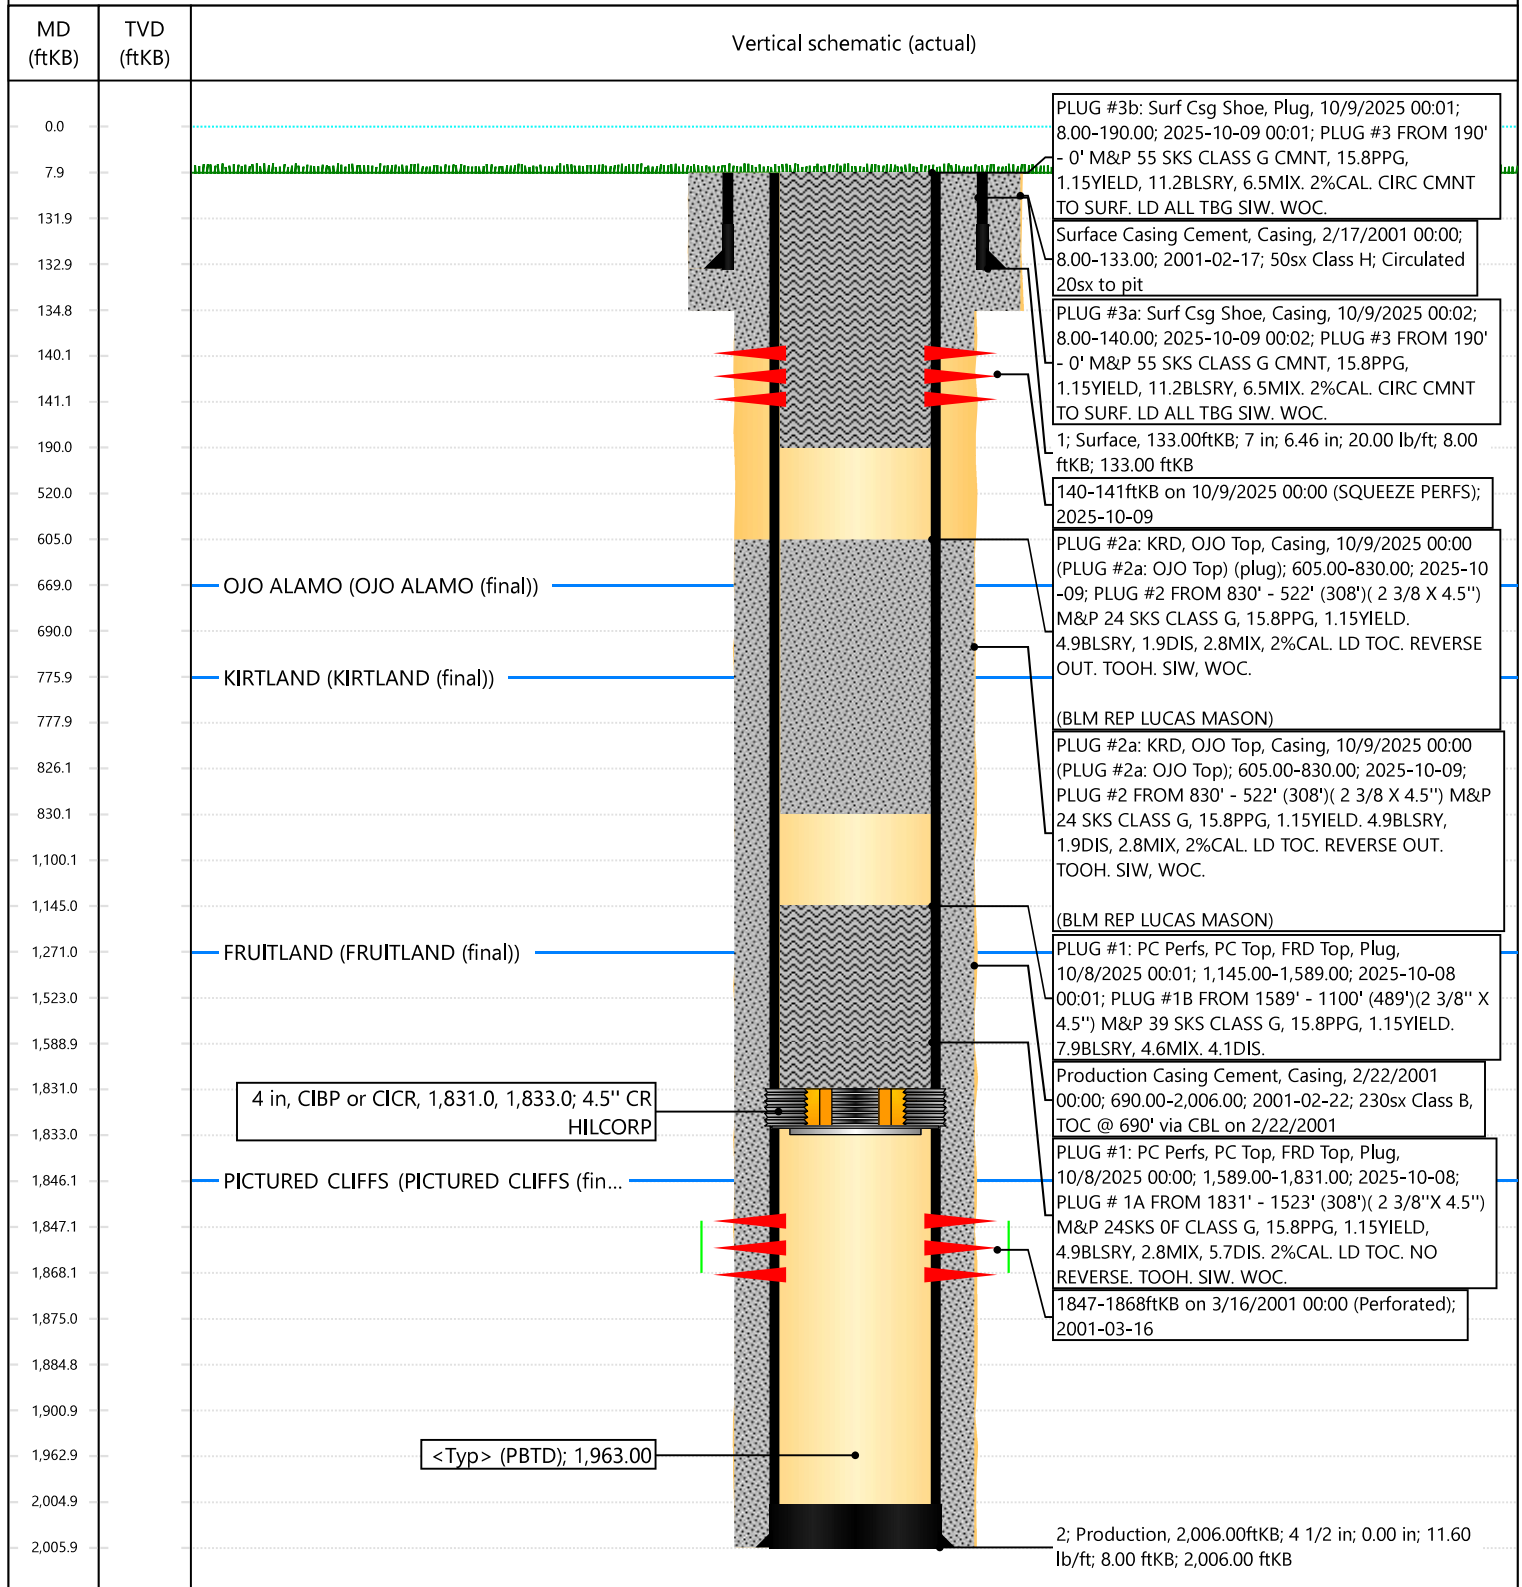 MD
(ftKB)
TVD
(ftKB)
Vertical schematic (actual)
0.0
7.9
131.9
132.9
134.8
140.1
141.1
190.0
520.0
605.0
669.0
690.0
775.9
777.9
826.1
830.1
1,100.1
1,145.0
1,271.0
1,523.0
1,588.9
1,831.0
1,833.0
1,846.1
1,847.1
1,868.1
1,875.0
1,884.8
1,900.9
1,962.9
2,004.9
2,005.9
OJO ALAMO (OJO ALAMO (final))
KIRTLAND (KIRTLAND (final))
FRUITLAND (FRUITLAND (final))
4 in, CIBP or CICR, 1,831.0, 1,833.0; 4.5'' CR
HILCORP
PICTURED CLIFFS (PICTURED CLIFFS (fin...
<Typ> (PBTD); 1,963.00
PLUG #3b: Surf Csg Shoe, Plug, 10/9/2025 00:01;
8.00-190.00; 2025-10-09 00:01; PLUG #3 FROM 190'
- 0' M&P 55 SKS CLASS G CMNT, 15.8PPG,
1.15YIELD, 11.2BLSRY, 6.5MIX. 2%CAL. CIRC CMNT
TO SURF. LD ALL TBG SIW. WOC.
Surface Casing Cement, Casing, 2/17/2001 00:00;
8.00-133.00; 2001-02-17; 50sx Class H; Circulated
20sx to pit
PLUG #3a: Surf Csg Shoe, Casing, 10/9/2025 00:02;
8.00-140.00; 2025-10-09 00:02; PLUG #3 FROM 190'
- 0' M&P 55 SKS CLASS G CMNT, 15.8PPG,
1.15YIELD, 11.2BLSRY, 6.5MIX. 2%CAL. CIRC CMNT
TO SURF. LD ALL TBG SIW. WOC.
1; Surface, 133.00ftKB; 7 in; 6.46 in; 20.00 lb/ft; 8.00
ftKB; 133.00 ftKB
140-141ftKB on 10/9/2025 00:00 (SQUEEZE PERFS);
2025-10-09
PLUG #2a: KRD, OJO Top, Casing, 10/9/2025 00:00
(PLUG #2a: OJO Top) (plug); 605.00-830.00; 2025-10
-09; PLUG #2 FROM 830' - 522' (308')( 2 3/8 X 4.5'')
M&P 24 SKS CLASS G, 15.8PPG, 1.15YIELD.
4.9BLSRY, 1.9DIS, 2.8MIX, 2%CAL. LD TOC. REVERSE
OUT. TOOH. SIW, WOC.
(BLM REP LUCAS MASON)
PLUG #2a: KRD, OJO Top, Casing, 10/9/2025 00:00
(PLUG #2a: OJO Top); 605.00-830.00; 2025-10-09;
PLUG #2 FROM 830' - 522' (308')( 2 3/8 X 4.5'') M&P
24 SKS CLASS G, 15.8PPG, 1.15YIELD. 4.9BLSRY,
1.9DIS, 2.8MIX, 2%CAL. LD TOC. REVERSE OUT.
TOOH. SIW, WOC.
(BLM REP LUCAS MASON)
PLUG #1: PC Perfs, PC Top, FRD Top, Plug,
10/8/2025 00:01; 1,145.00-1,589.00; 2025-10-08
00:01; PLUG #1B FROM 1589' - 1100' (489')(2 3/8'' X
4.5'') M&P 39 SKS CLASS G, 15.8PPG, 1.15YIELD.
7.9BLSRY, 4.6MIX. 4.1DIS.
Production Casing Cement, Casing, 2/22/2001
00:00; 690.00-2,006.00; 2001-02-22; 230sx Class B,
TOC @ 690' via CBL on 2/22/2001
PLUG #1: PC Perfs, PC Top, FRD Top, Plug,
10/8/2025 00:00; 1,589.00-1,831.00; 2025-10-08;
PLUG # 1A FROM 1831' - 1523' (308')( 2 3/8''X 4.5'')
M&P 24SKS 0F CLASS G, 15.8PPG, 1.15YIELD,
4.9BLSRY, 2.8MIX, 5.7DIS. 2%CAL. LD TOC. NO
REVERSE. TOOH. SIW. WOC.
1847-1868ftKB on 3/16/2001 00:00 (Perforated);
2001-03-16
2; Production, 2,006.00ftKB; 4 1/2 in; 0.00 in; 11.60
lb/ft; 8.00 ftKB; 2,006.00 ftKB